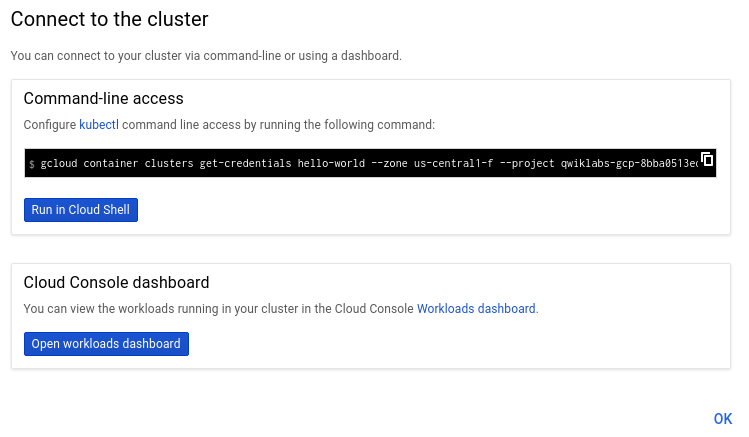 Connect to the cluster
You can connect to your cluster via command-line or using a dashboard.
Command-line access
Configure kubectl command line access by running the following command:
$ gcloud container clusters get-credentials hello-world --zone us-central1-f --project qwiklabs-gcp-8bba0513e
Run in Cloud Shell
Cloud Console dashboard
You can view the workloads running in your cluster in the Cloud Console Workloads dashboard.
Open workloads dashboard
OK